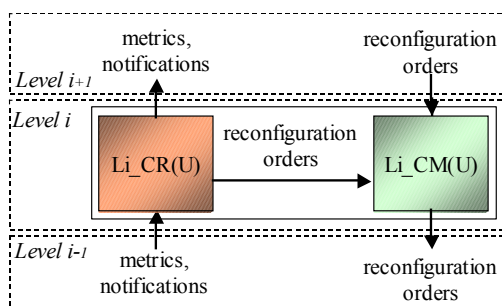 metrics,
notifications
reconfiguration
orders
Level i+1
Level i
Li_CR(U)
reconfiguration
orders
Li_CM(U)
Level i-1
metrics,
notifications
reconfiguration
orders